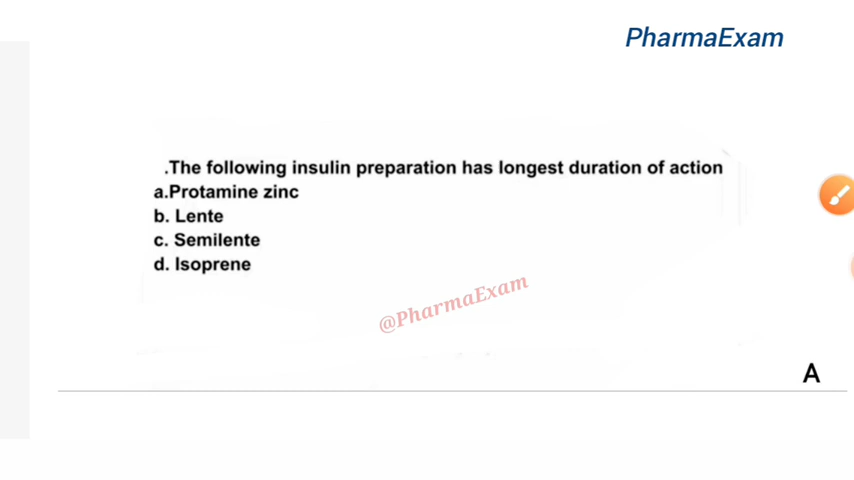 PharmaExam
.The following insulin preparation has longest duration of action
a.Protamine zinc
b. Lente
c. Semilente
d. Isoprene
@PharmaExam
A